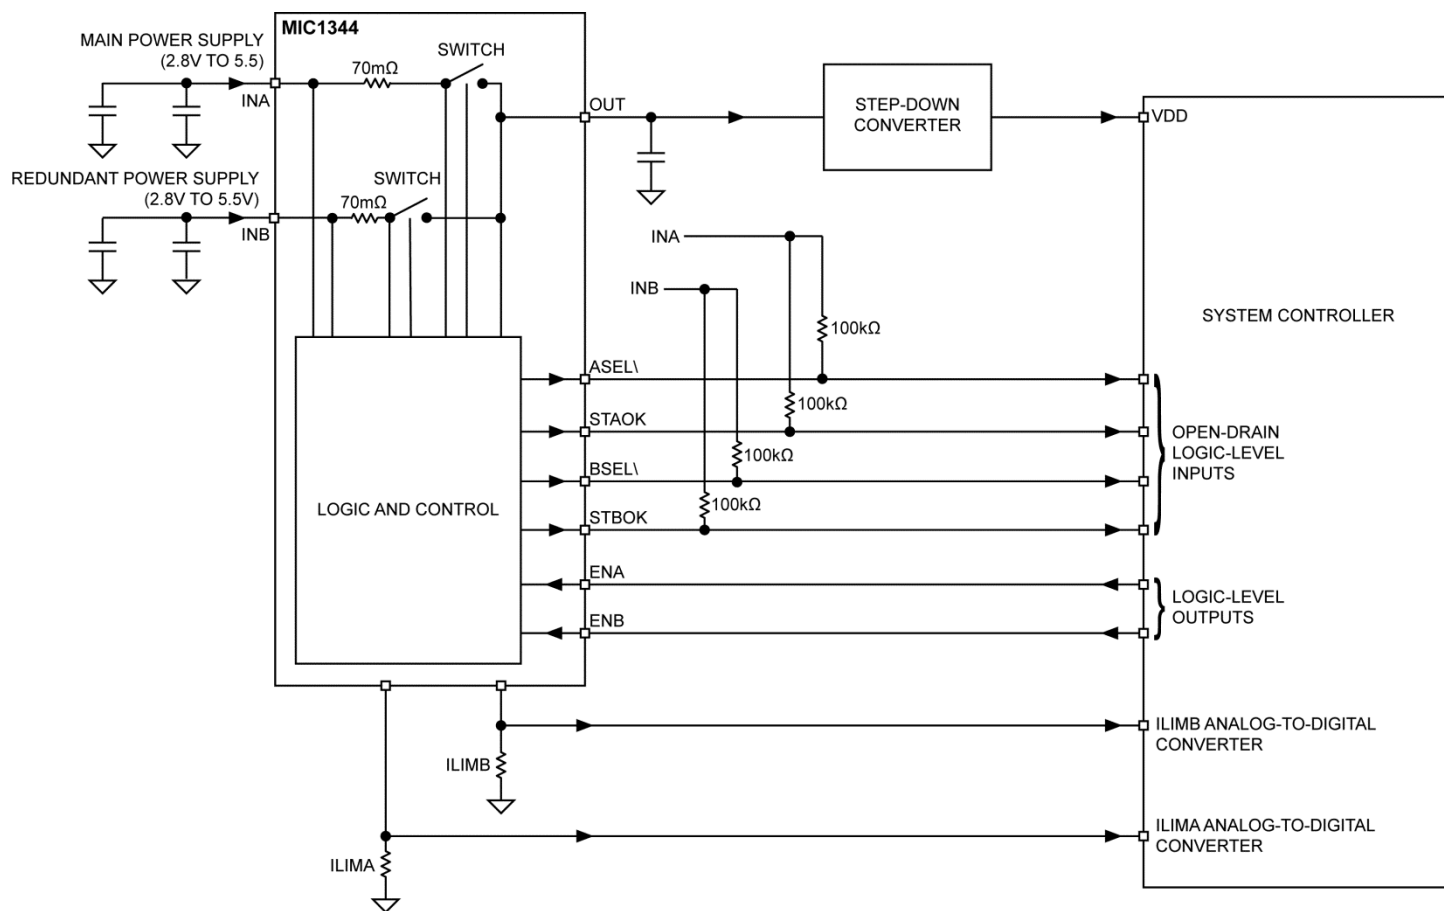 MIC1344
MAIN POWER SUPPLY
(2.8V TO 5.5)
SWITCH
70mΩ
INA
OUT
STEP-DOWN
CONVERTER
VDD
REDUNDANT POWER SUPPLY
(2.8V TO 5.5V)
SWITCH
70mΩ
INB
INA
INB
SYSTEM CONTROLLER
100kΩ
ASEL\
100kΩ
STAOK
100kΩ
BSEL\
100kΩ
STBOK
OPEN-DRAIN
LOGIC-LEVEL
INPUTS
LOGIC AND CONTROL
ENA
ENB
LOGIC-LEVEL
OUTPUTS
ILIMB
ILIMB ANALOG-TO-DIGITAL
CONVERTER
ILIMA
ILIMA ANALOG-TO-DIGITAL
CONVERTER